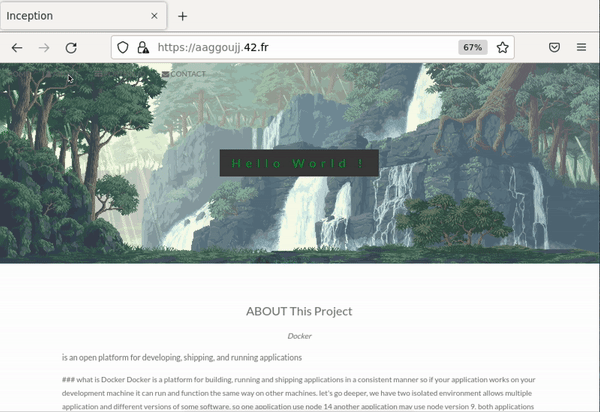 Inception
https://aaggoujj.42.fr
67%
CONTACT
Hello World !
ABOUT This Project
Docker
is an open platform for developing, shipping, and running applications
### what is Docker Docker is a platform for building, running and shipping applications in a consistent manner so if your application works on your
development machine it can run and function the same way on other machines. let's go deeper, we have two isolated environment allows multiple
application and different versions of some software, so one application use node 14 another application may use node version 9. both applications